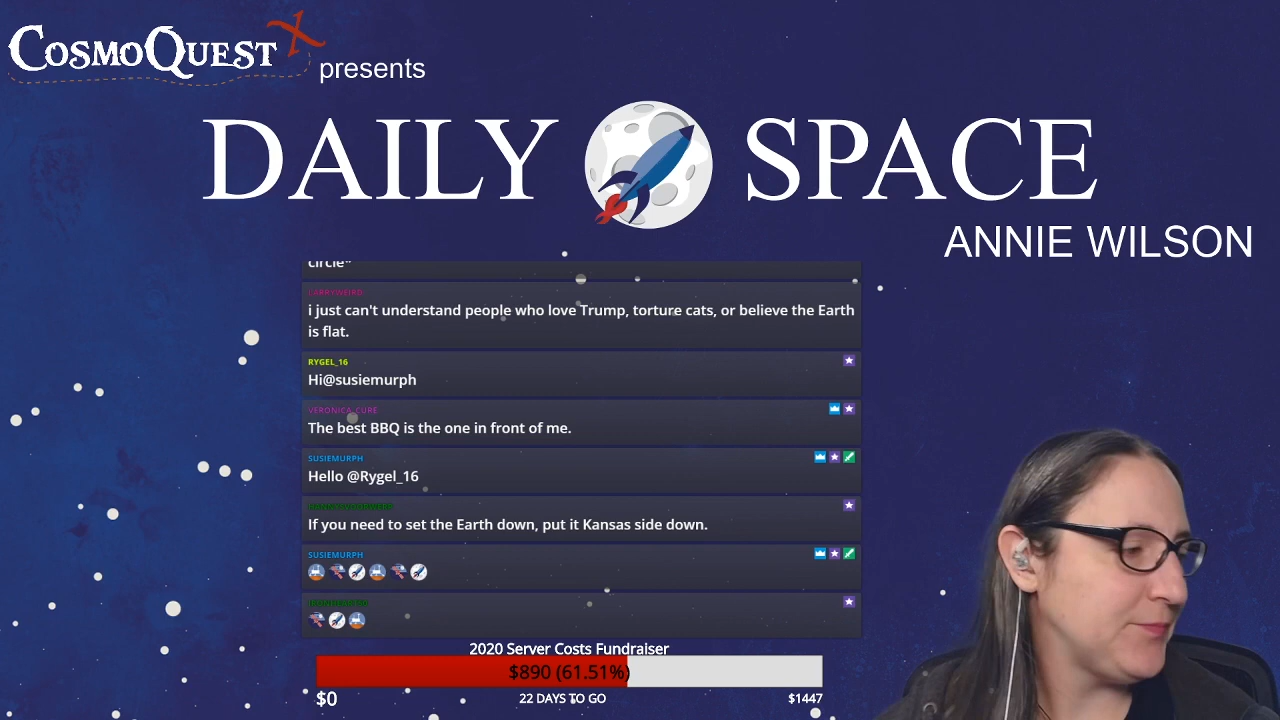 COSMOQUEST X
presents
DAILY SPACE
ANNIE WILSON
circle"
BARRYWEIRD
i just can't understand people who love Trump, torture cats, or believe the Earth
is flat.
RYGEL_16
Hi@susiemurph
VERONICA_CURE
The best BBQ is the one in front of me.
SUSIEMURPH
Hello @Rygel_16
If you need to set the Earth down, put it Kansas side down.
SUSIEMURPH
2020 Server Costs Fundraiser
$890 (61.51%)
$0
22 DAYS TO GO
$1447